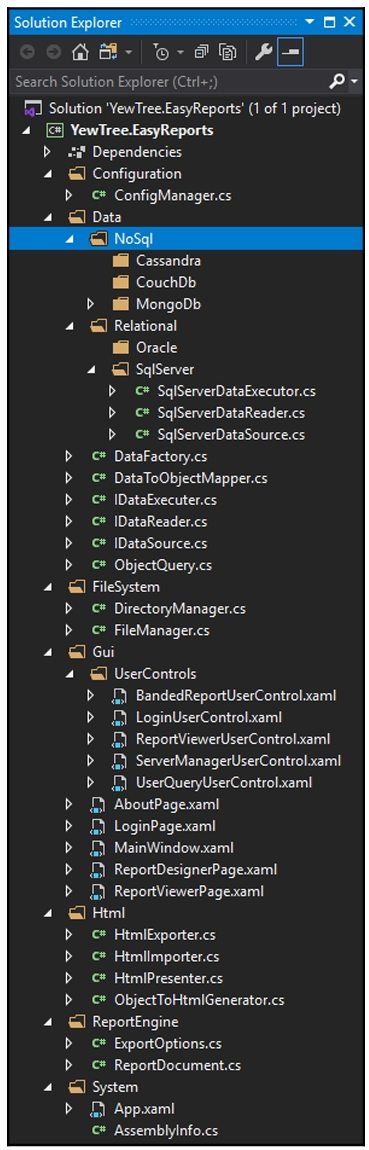 Solution Explorer
Search Solution Explorer (Ctrl+;)
Solution 'YewTree.EasyReports' (1 of 1 project)
C# YewTree.EasyReports
Dependencies
Configuration
C# ConfigManager.cs
Data
NoSql
Cassandra
CouchDb
MongoDb
Relational
Oracle
SqlServer
C# SqlServerDataExecutor.cs
C# SqlServerDataReader.cs
C# SqlServerDataSource.cs
C# DataFactory.cs
C# DataToObjectMapper.cs
C# IDataExecuter.cs
C# IDataReader.cs
C# IDataSource.cs
C# ObjectQuery.cs
FileSystem
C# DirectoryManager.cs
C# FileManager.cs
Gui
UserControls
BandedReportUserControl.xaml
LoginUserControl.xaml
ReportViewerUserControl.xaml
ServerManagerUserControl.xaml
UserQueryUserControl.xaml
AboutPage.xaml
LoginPage.xaml
MainWindow.xaml
ReportDesignerPage.xaml
ReportViewerPage.xaml
Html
C# HtmlExporter.cs
C# HtmlImporter.cs
C# HtmlPresenter.cs
C# ObjectToHtmlGenerator.cs
ReportEngine
C# ExportOptions.cs
C# ReportDocument.cs
System
App.xaml
C# AssemblyInfo.cs